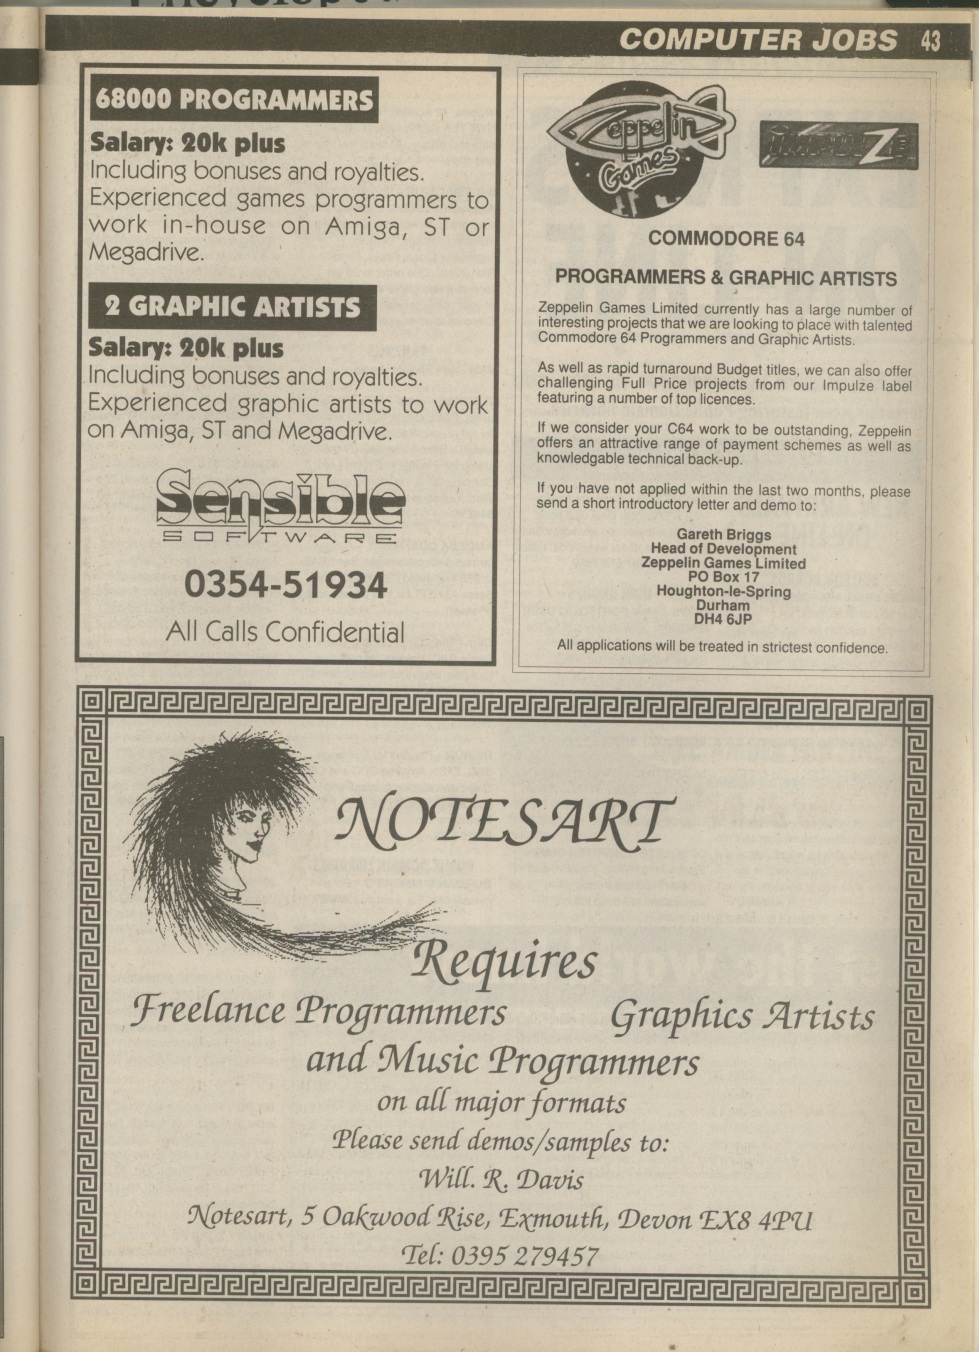 COMPUTER JOBS 43
68000 PROGRAMMERS
Salary: 20k plus
Including bonuses and royalties.
Experienced games programmers to
work in-house on Amiga, ST or
Megadrive.
2 GRAPHIC ARTISTS
Salary: 20k plus
Including bonuses and royalties.
Experienced graphic artists to work
on Amiga, ST and Megadrive.
Sensible
SOFTWARE
0354-51934
All Calls Confidential
Zeppelin
Games
IMPULZE
COMMODORE 64
PROGRAMMERS & GRAPHIC ARTISTS
Zeppelin Games Limited currently has a large number of
interesting projects that we are looking to place with talented
Commodore 64 Programmers and Graphic Artists.
As well as rapid turnaround Budget titles, we can also offer
challenging Full Price projects from our Impulze label
featuring a number of top licences.
If we consider your C64 work to be outstanding, Zeppelin
offers an attractive range of payment schemes as well as
knowledgable technical back-up.
If you have not applied within the last two months, please
send a short introductory letter and demo to:
Gareth Briggs
Head of Development
Zeppelin Games Limited
PO Box 17
Houghton-le-Spring
Durham
DH4 6JP
All applications will be treated in strictest confidence.
NOTESART
Requires
Freelance Programmers Graphics Artists
and Music Programmers
on all major formats
Please send demos/samples to:
Will. R. Davis
Notesart, 5 Oakwood Rise, Exmouth, Devon EX8 4PU
Tel: 0395 279457